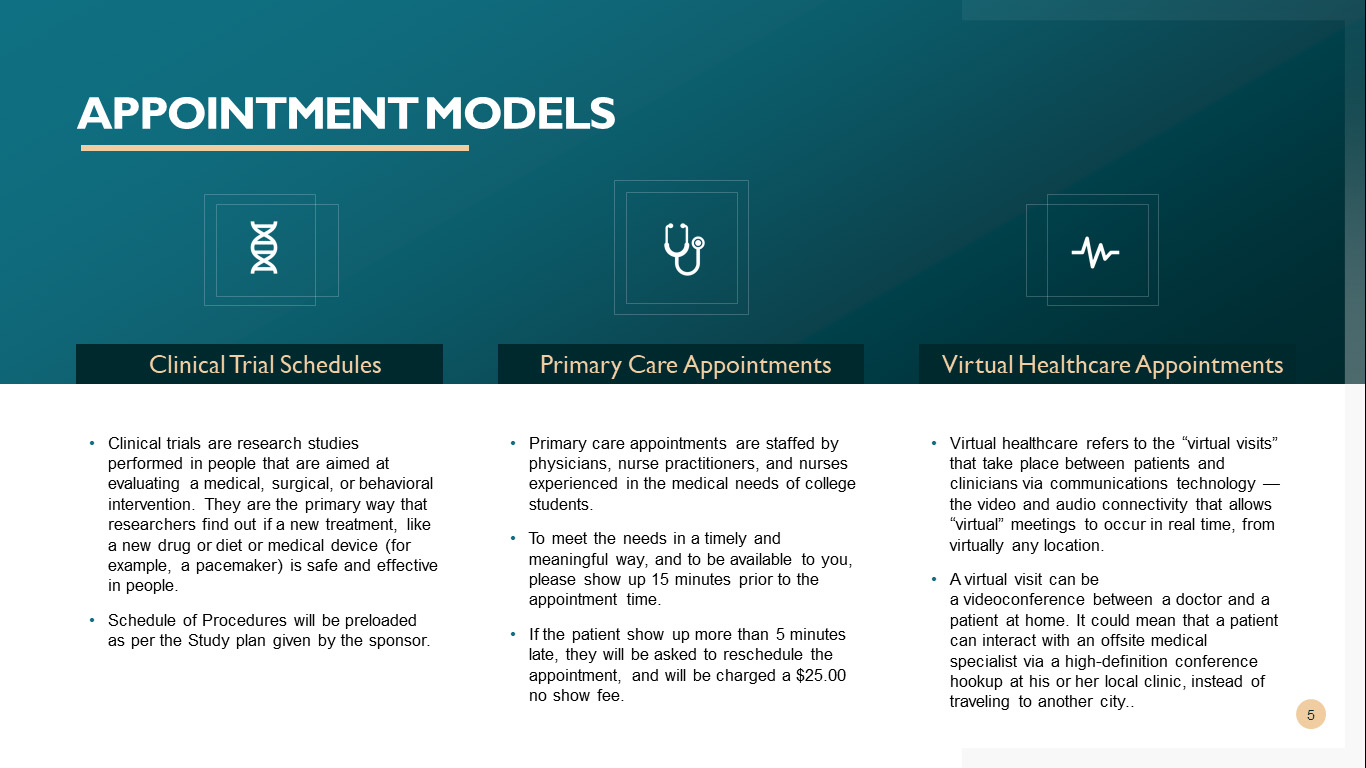 APPOINTMENT MODELS
Clinical Trial Schedules
• Clinical trials are research studies
performed in people that are aimed at
evaluating a medical, surgical, or behavioral
intervention. They are the primary way that
researchers find out if a new treatment, like
a new drug or diet or medical device (for
example, a pacemaker) is safe and effective
in people.
• Schedule of Procedures will be preloaded
as per the Study plan given by the sponsor.
Primary Care Appointments
• Primary care appointments are staffed by
physicians, nurse practitioners, and nurses
experienced in the medical needs of college
students.
• To meet the needs in a timely and
meaningful way, and to be available to you,
please show up 15 minutes prior to the
appointment time.
• If the patient show up more than 5 minutes
late, they will be asked to reschedule the
appointment, and will be charged a $25.00
no show fee.
Virtual Healthcare Appointments
• Virtual healthcare refers to the “virtual visits”
that take place between patients and
clinicians via communications technology —
the video and audio connectivity that allows
“virtual” meetings to occur in real time, from
virtually any location.
• A virtual visit can be
a videoconference between a doctor and a
patient at home. It could mean that a patient
can interact with an offsite medical
specialist via a high-definition conference
hookup at his or her local clinic, instead of
traveling to another city..
5